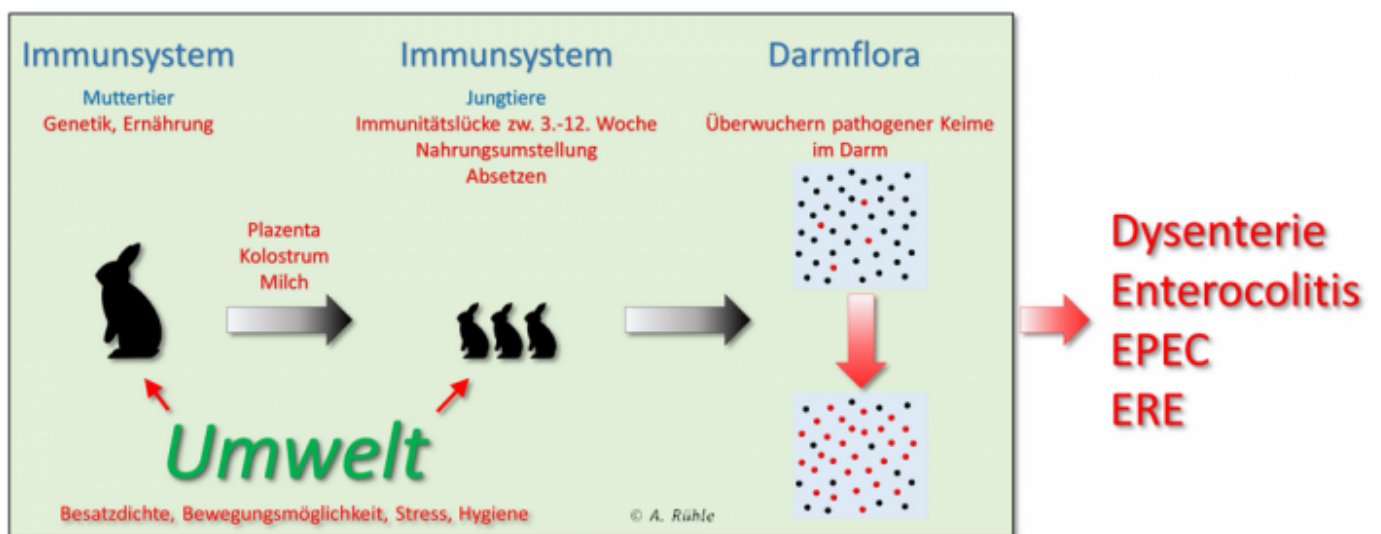 Immunsystem
Muttertier
Genetik, Ernährung
Immunsystem
Jungtiere
Immunitätslücke zw. 3.-12. Woche
Nahrungsumstellung
Absetzen
Darmflora
Überwuchern pathogener Keime
im Darm
Plazenta
Kolostrum
Milch
Umwelt
Besatzdichte, Bewegungsmöglichkeit, Stress, Hygiene
© A. Rühle
Dysenterie
Enterocolitis
EPEC
ERE